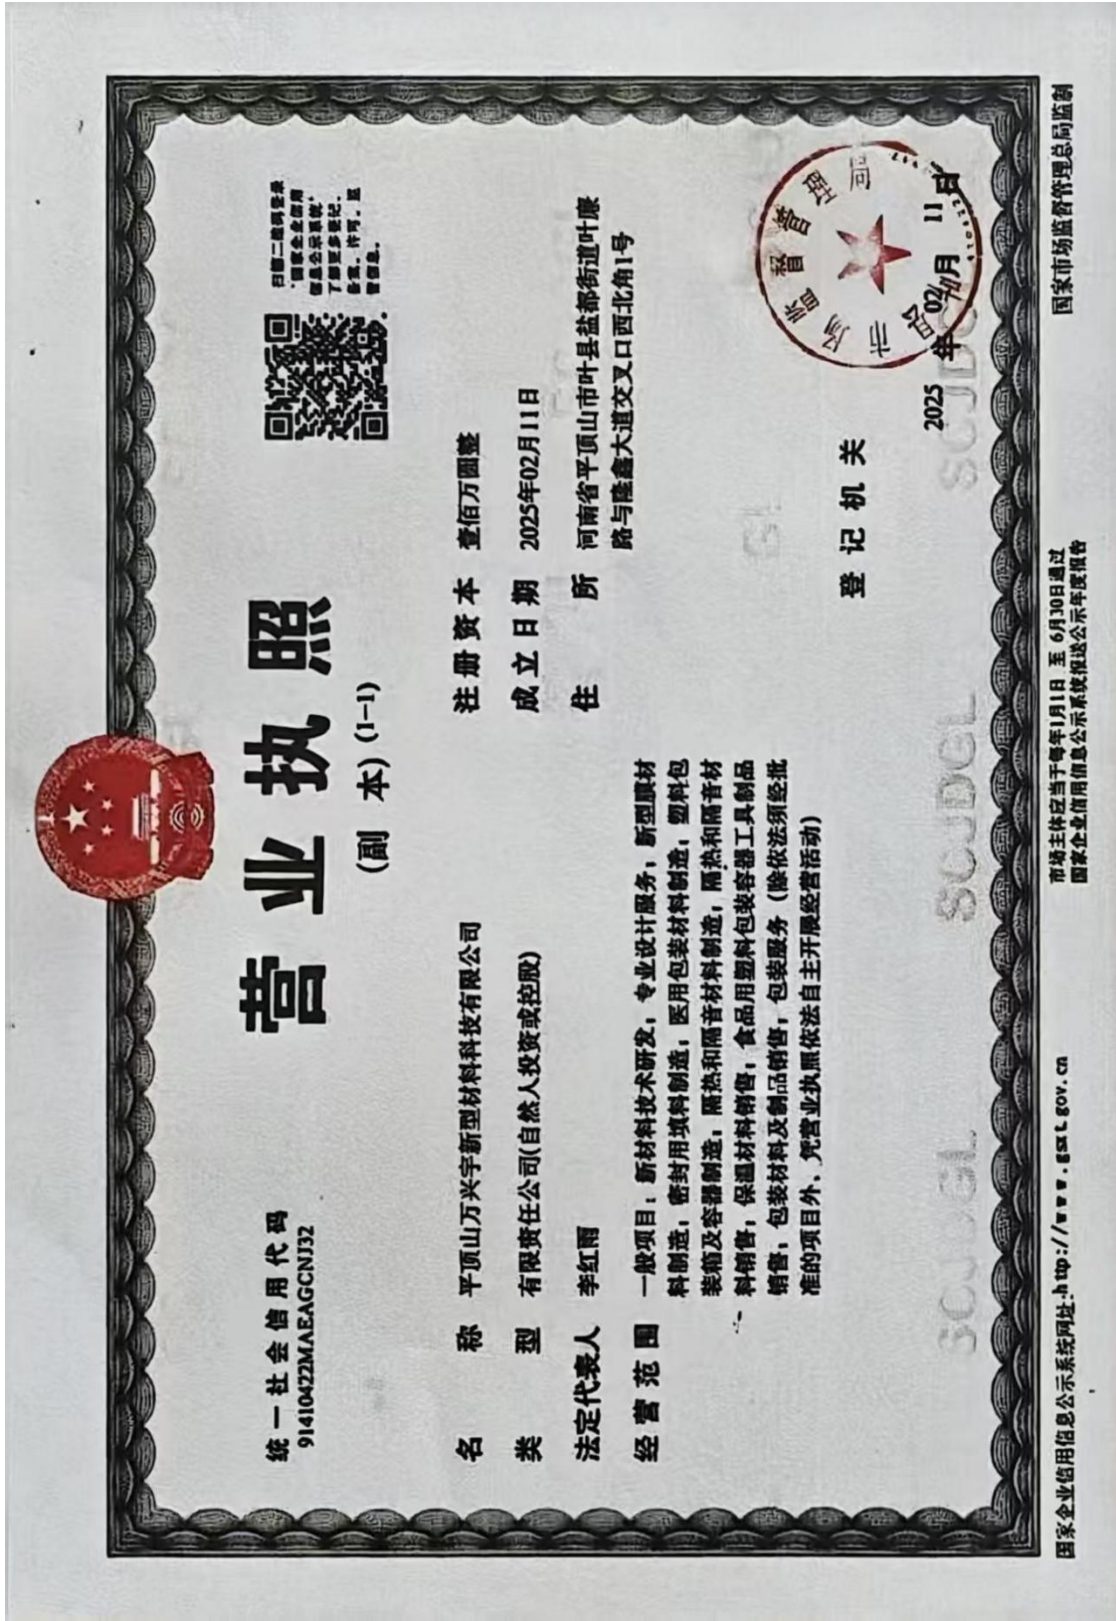 营业执照
(副 本)(1-1)
统一社会信用代码
91410422MAEAGCNJ32
扫描二维码登录
“国家企业信用
信息公示系统”
了解更多登记、
备案、许可、监
管信息。
名 称 平顶山万兴宇新型材料科技有限公司
类 型 有限责任公司(自然人投资或控股)
法定代表人 李红雨
经营范围 一般项目：新材料技术研发；专业设计服务；新型膜材
料制造；密封用填料制造；医用包装材料制造；塑料包
装箱及容器制造；隔热和隔音材料制造；隔热和隔音材
料销售；保温材料销售；食品用塑料包装容器工具制品
销售；包装材料及制品销售；包装服务（除依法须经批
准的项目外，凭营业执照依法自主开展经营活动）
注册资本 壹佰万圆整
成立日期 2025年02月11日
住 所 河南省平顶山市叶县盐都街道叶廉
路与隆鑫大道交叉口西北角1号
登记机关
市场监督管理局
2025 年 02 月 11 日
SCJDGL
SCJDGL
SCJDGL
国家企业信用信息公示系统网址:http://www.gsxt.gov.cn
市场主体应当于每年1月1日 至 6月30日通过
国家企业信用信息公示系统报送公示年度报告
国家市场监督管理总局监制